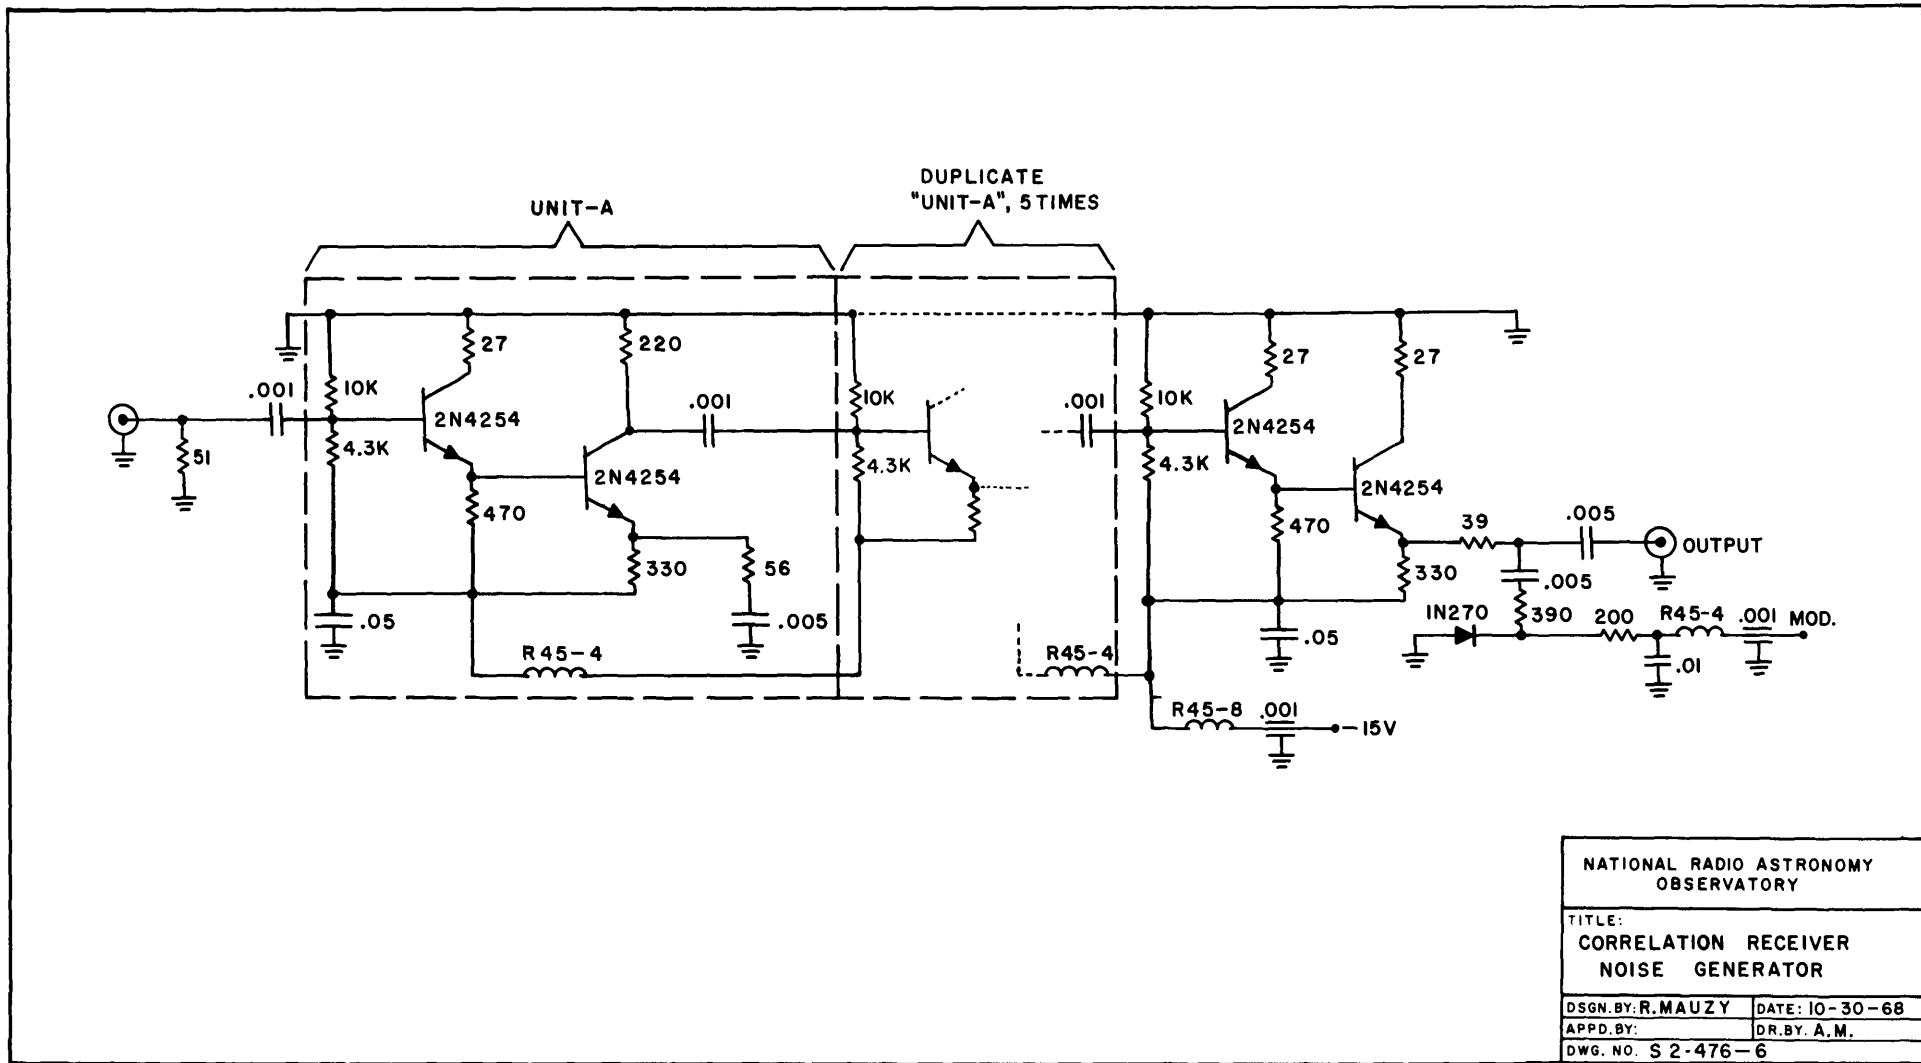 DUPLICATE
"UNIT-A", 5 TIMES
UNIT-A
27
220
27
27
.001
10K
2N4254
.001
10K
.001
10K
2N4254
51
4.3K
2N4254
4.3K
4.3K
2N4254
470
470
39
.005
OUTPUT
330
56
330
.005
.05
.005
1N270
390
200
R45-4
.001
MOD.
.05
R45-4
R45-4
.01
R45-8
.001
-15V
NATIONAL RADIO ASTRONOMY
OBSERVATORY
TITLE:
CORRELATION RECEIVER
NOISE GENERATOR
DSGN. BY: R. MAUZY
DATE: 10-30-68
APPD. BY:
DR. BY. A.M.
DWG. NO. S 2-476-6